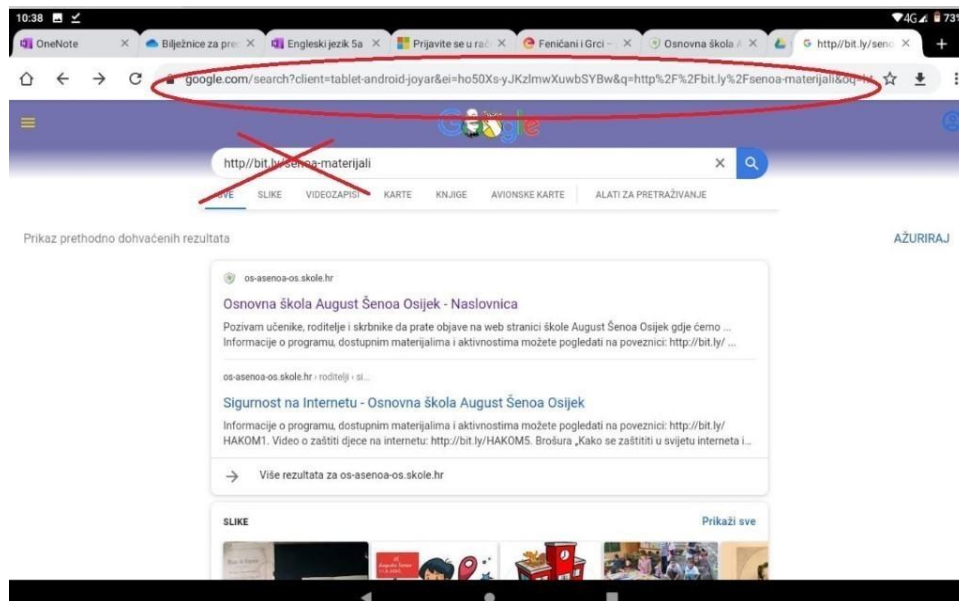 10:38 4G 73%
OneNote Bilježnice za pre Engleski jezik 5a Prijavite se u rač Feničani i Grci – Osnovna škola A http//bit.ly/seno
google.com/search?client=tablet-android-joyar&ei=ho50Xs-yJKzlmwXuwbSYBw&q=http%2F%2Fbit.ly%2Fsenoa-materijali&oq=ht
Google
http//bit.ly/senoa-materijali
SVE SLIKE VIDEOZAPISI KARTE KNJIGE AVIONSKE KARTE ALATI ZA PRETRAŽIVANJE
Prikaz prethodno dohvaćenih rezultata AŽURIRAJ
os-asenoa-os.skole.hr
Osnovna škola August Šenoa Osijek - Naslovnica
Pozivam učenike, roditelje i skrbnike da prate objave na web stranici škole August Šenoa Osijek gdje ćemo ...
Informacije o programu, dostupnim materijalima i aktivnostima možete pogledati na poveznici: http://bit.ly/ ...
os-asenoa-os.skole.hr › roditelji › si...
Sigurnost na Internetu - Osnovna škola August Šenoa Osijek
Informacije o programu, dostupnim materijalima i aktivnostima možete pogledati na poveznici: http://bit.ly/
HAKOM1. Video o zaštiti djece na internetu: http://bit.ly/HAKOM5. Brošura „Kako se zaštititi u svijetu interneta i...
Više rezultata za os-asenoa-os.skole.hr
SLIKE Prikaži sve